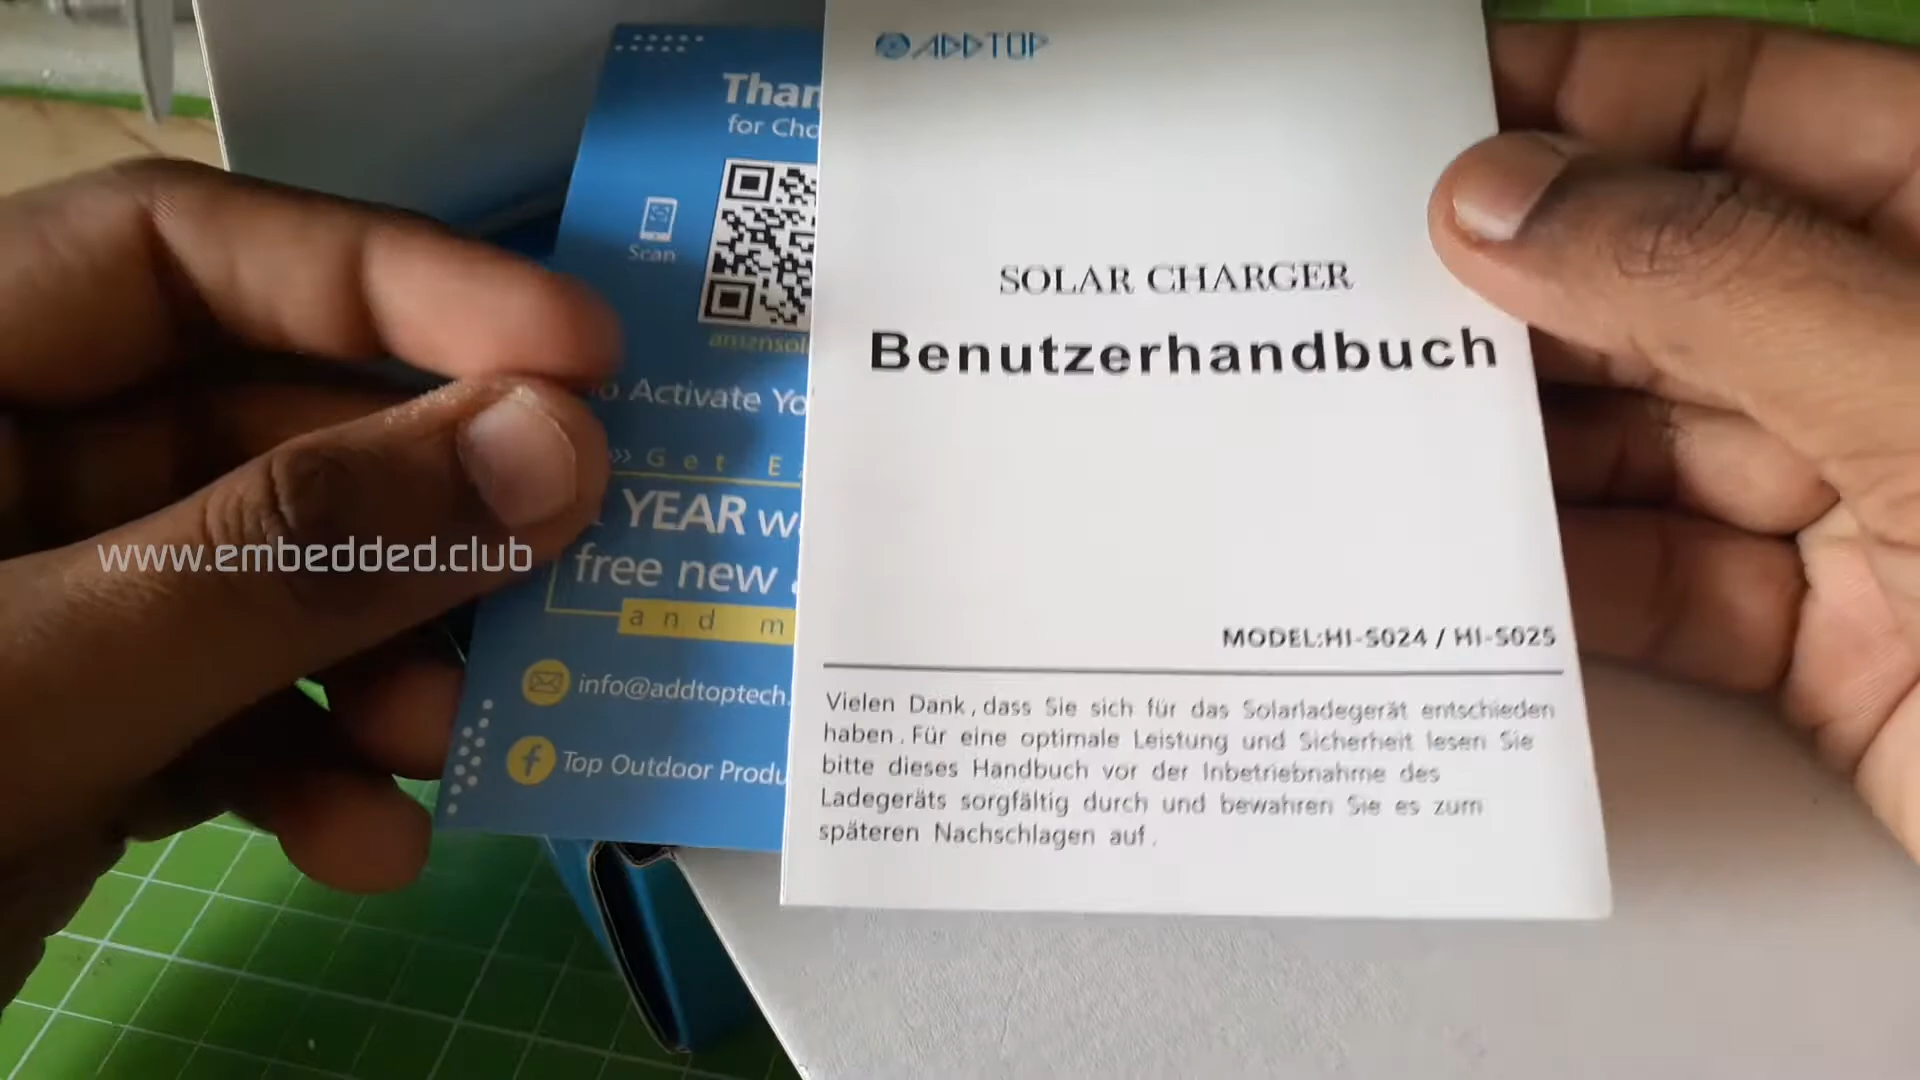 ADDTOP
SOLAR CHARGER
Benutzerhandbuch
MODEL:HI-S024 / HI-S025
Vielen Dank, dass Sie sich für das Solarladegerät entschieden
haben. Für eine optimale Leistung und Sicherheit lesen Sie
bitte dieses Handbuch vor der Inbetriebnahme des
Ladegeräts sorgfältig durch und bewahren Sie es zum
späteren Nachschlagen auf.
for
Scan
Activate
Get
YEAR
free new
and
info@addtoptech.
Top Outdoor
www.embedded.club